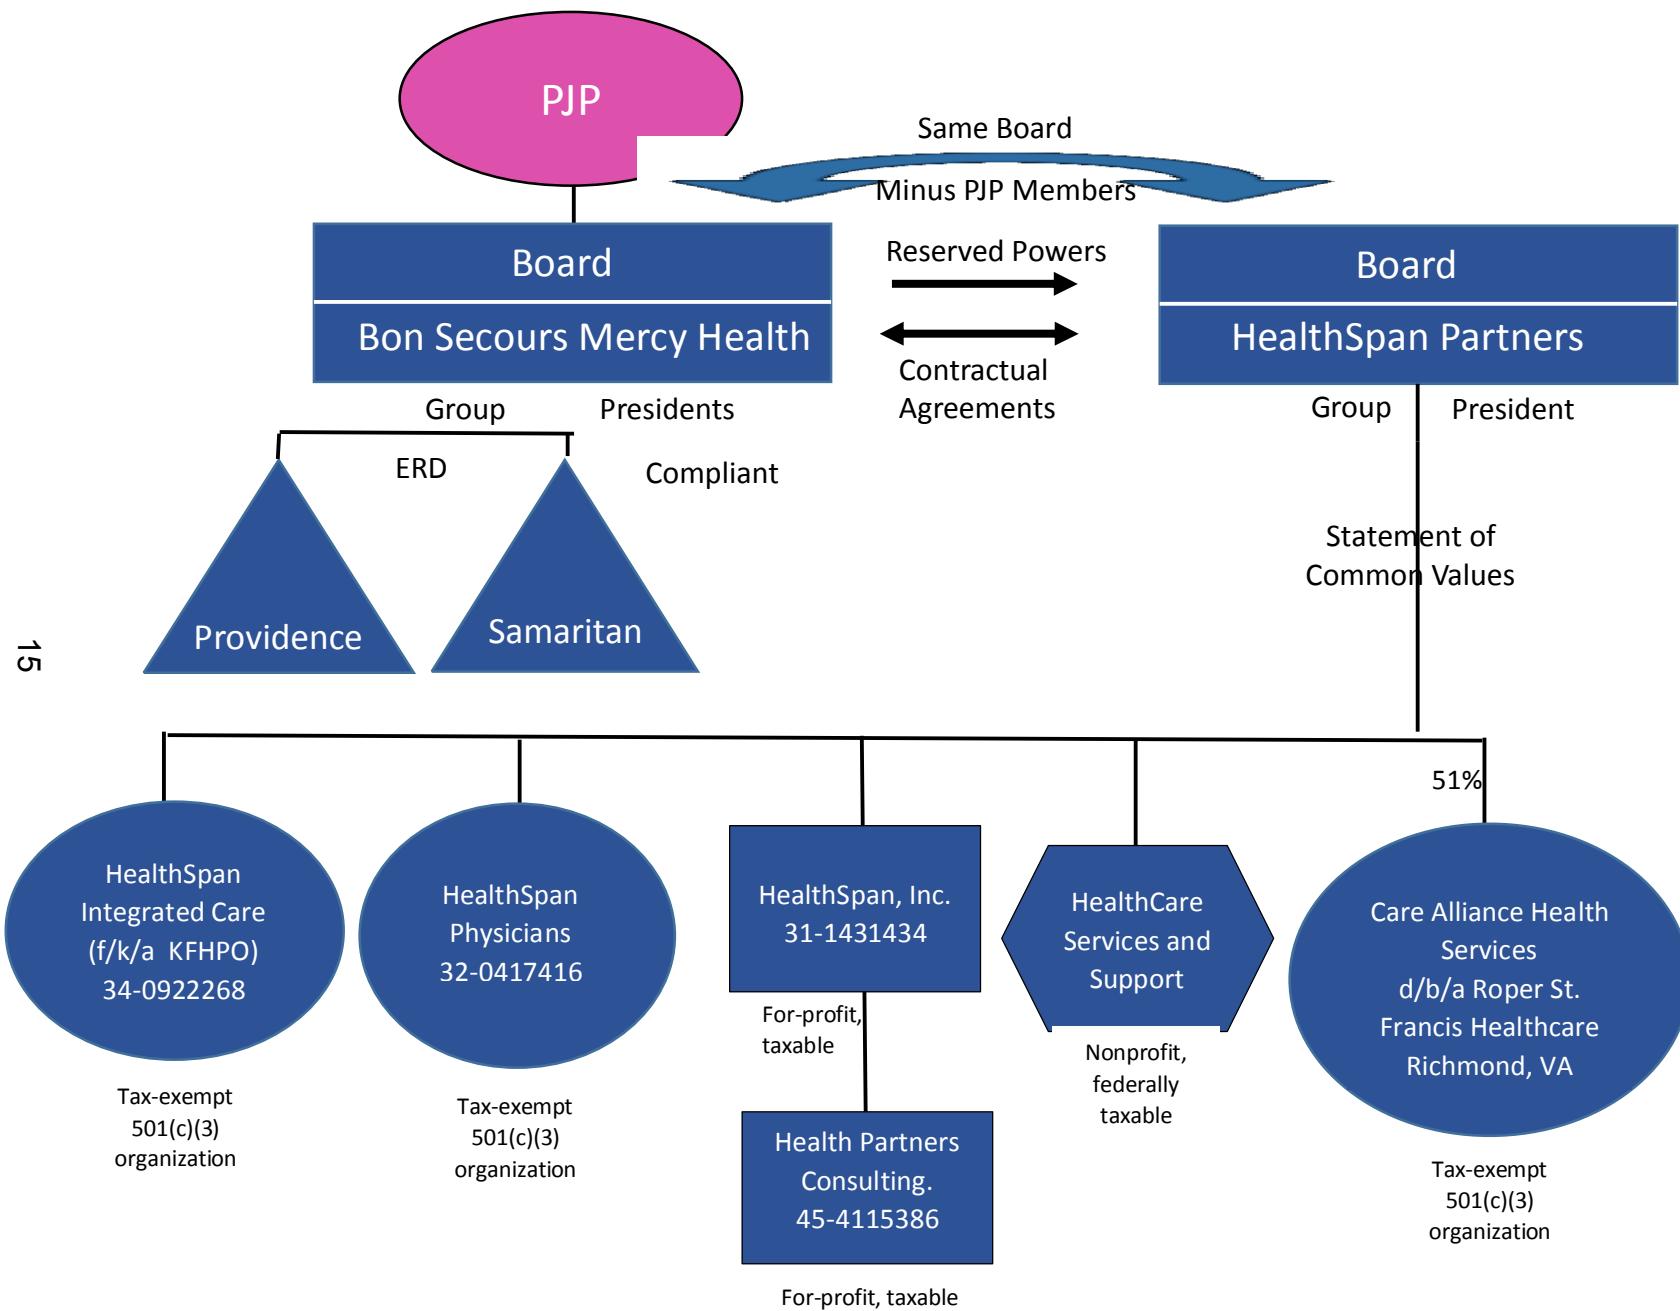 PJP
Same Board
Minus PJP Members
Board
Bon Secours Mercy Health
Reserved Powers
Contractual
Agreements
Board
HealthSpan Partners
Group Presidents
ERD Compliant
Providence
Samaritan
Group President
Statement of
Common Values
15
51%
HealthSpan
Integrated Care
(f/k/a KFHPO)
34-0922268
Tax-exempt
501(c)(3)
organization
HealthSpan
Physicians
32-0417416
Tax-exempt
501(c)(3)
organization
HealthSpan, Inc.
31-1431434
For-profit,
taxable
Health Partners
Consulting.
45-4115386
For-profit, taxable
HealthCare
Services and
Support
Nonprofit,
federally
taxable
Care Alliance Health
Services
d/b/a Roper St.
Francis Healthcare
Richmond, VA
Tax-exempt
501(c)(3)
organization